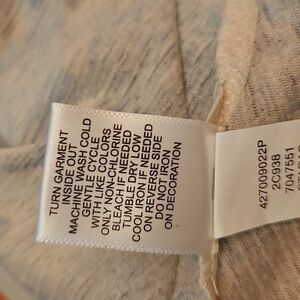 TURN GARMENT
INSIDE OUT
MACHINE WASH COLD
GENTLE CYCLE
WITH LIKE COLORS
ONLY NON-CHLORINE
BLEACH IF NEEDED
TUMBLE DRY LOW
COOL IRON IF NEEDED
ON REVERSE SIDE
DO NOT IRON
ON DECORATION
427009022P
2C938
7047551